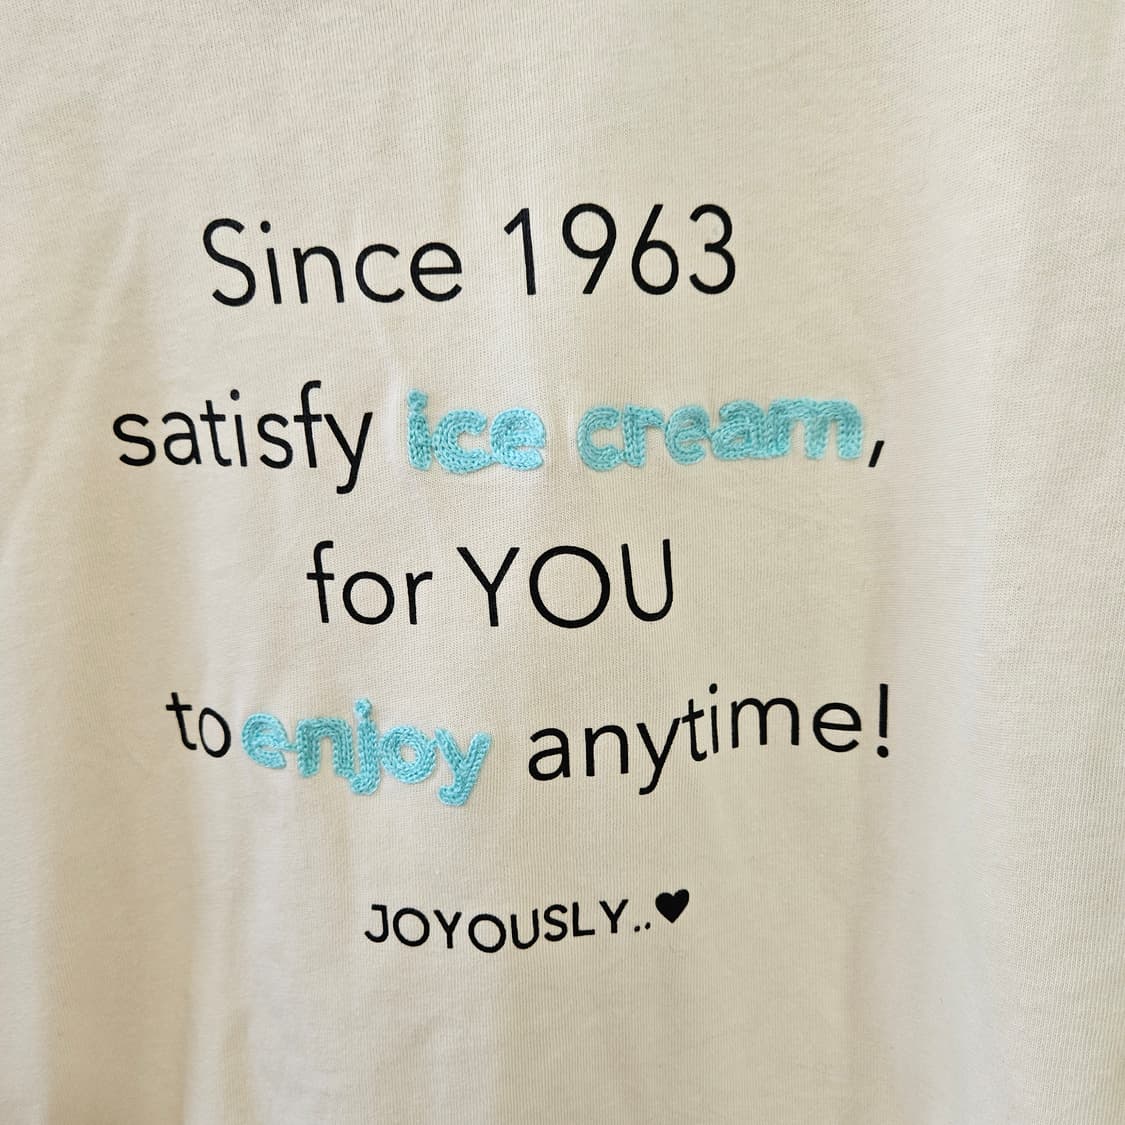 Since 1963
satisfy ice cream,
for YOU
to enjoy anytime!
JOYOUSLY..♥